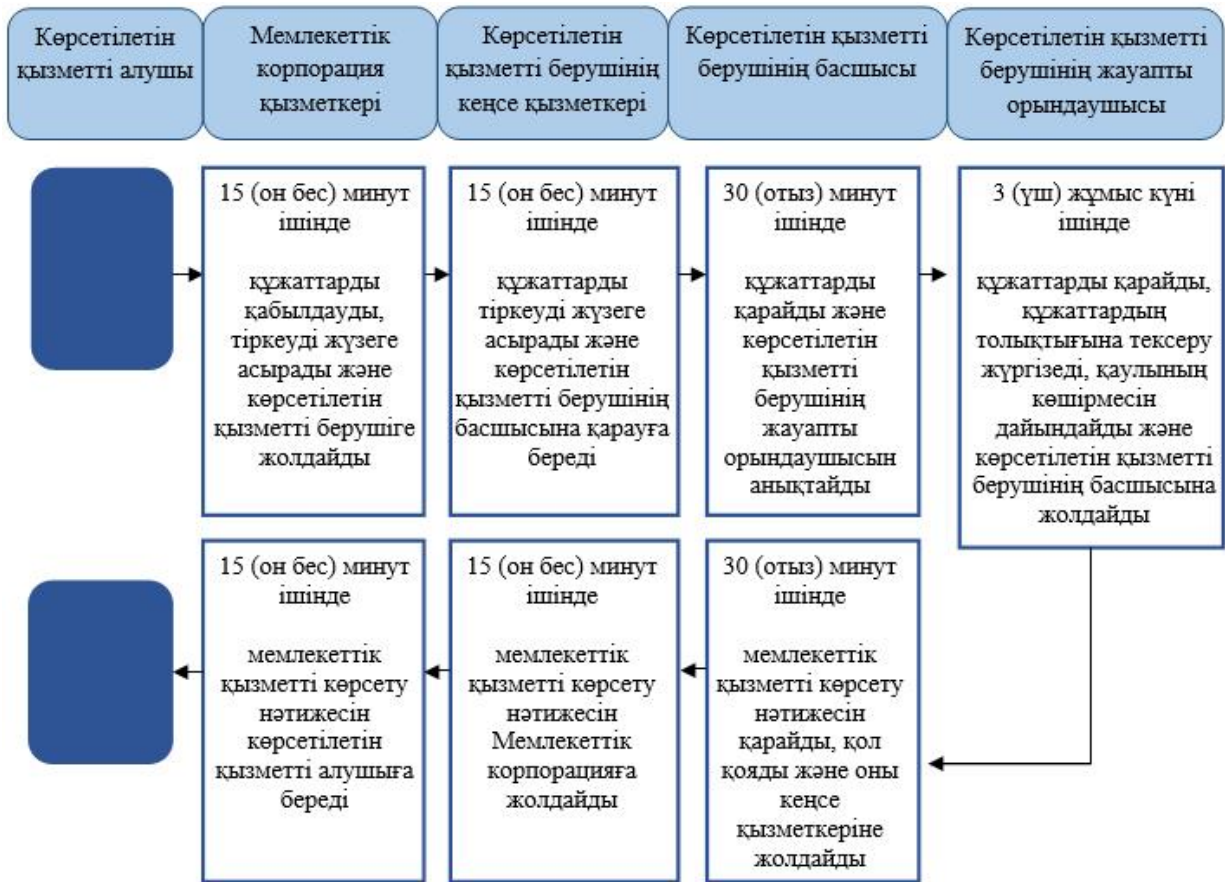 Көрсетілетін
қызметті алушы
Мемлекеттік
корпорация
қызметкері
Көрсетілетін
қызметті берушінің
кеңсе қызметкері
Көрсетілетін қызметті
берушінің басшысы
Көрсетілетін қызметті
берушінің жауапты
орындаушысы
15 (он бес) минут
ішінде
құжаттарды
қабылдауды,
тіркеуді жүзеге
асырады және
көрсетілетін
қызметті берушіге
жолдайды
15 (он бес) минут
ішінде
құжаттарды
тіркеуді жүзеге
асырады және
көрсетілетін
қызметті берушінің
басшысына қарауға
береді
30 (отыз) минут
ішінде
құжаттарды
қарайды және
көрсетілетін
қызметті
берушінің
жауапты
орындаушысын
анықтайды
3 (үш) жұмыс күні
ішінде
құжаттарды қарайды,
құжаттардың
толықтығына тексеру
жүргізеді, қаулының
көшірмесін
дайындайды және
көрсетілетін қызметті
берушінің басшысына
жолдайды
15 (он бес) минут
ішінде
мемлекеттік
қызметті көрсету
нәтижесін
көрсетілетін
қызметті алушыға
береді
15 (он бес) минут
ішінде
мемлекеттік
қызметті көрсету
нәтижесін
Мемлекеттік
корпорацияға
жолдайды
30 (отыз) минут
ішінде
мемлекеттік
қызметті көрсету
нәтижесін
қарайды, қол
қояды және оны
кеңсе
қызметкеріне
жолдайды